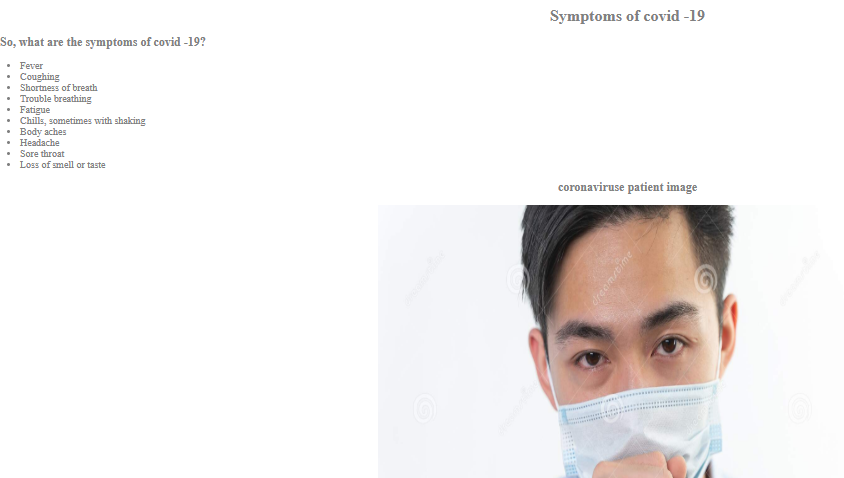 Symptoms of covid -19
So, what are the symptoms of covid -19?
Fever
Coughing
Shortness of breath
Trouble breathing
Fatigue
Chills, sometimes with shaking
Body aches
Headache
Sore throat
Loss of smell or taste
coronaviruse patient image
dreamstime